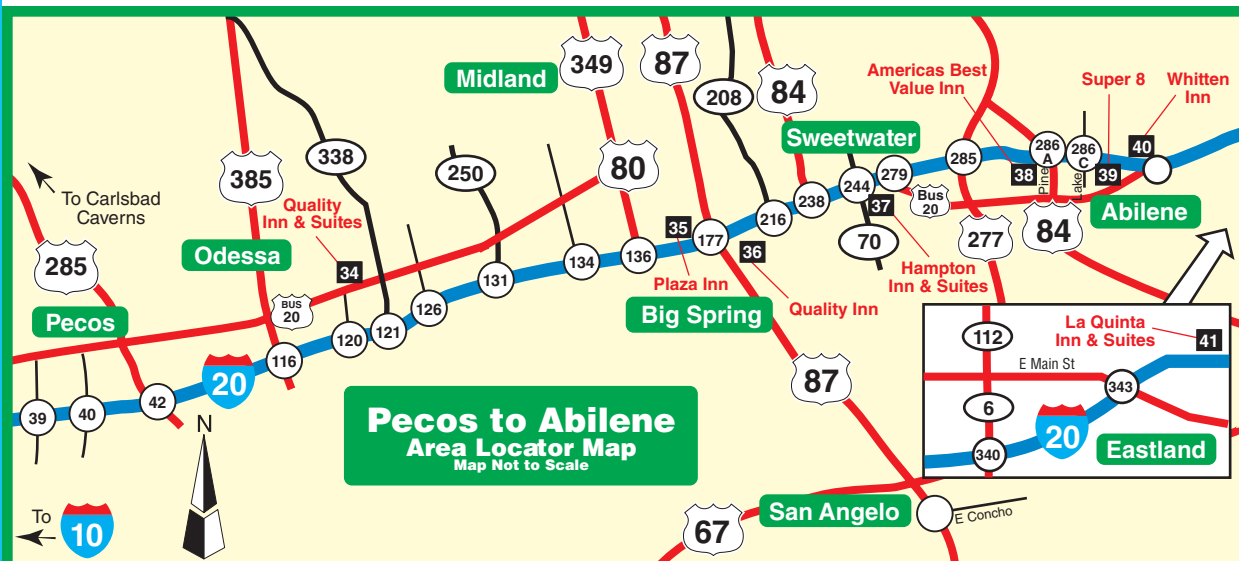 349
87
Midland
208
84
Americas Best
Value Inn
Super 8
Whitten
Inn
Sweetwater
338
250
80
385
To Carlsbad
Caverns
Quality
Inn & Suites
34
Odessa
BUS
20
285
Pecos
39
40
42
20
116
120
121
126
131
134
136
35
177
36
Plaza Inn
Big Spring
Quality Inn
216
238
244
37
70
Hampton
Inn & Suites
279
Bus
20
285
277
38
286
A
Pine
84
286
C
Lake
39
40
Abilene
87
Pecos to Abilene
Area Locator Map
Map Not to Scale
N
To
10
67
San Angelo
E Concho
112
La Quinta
Inn & Suites
41
E Main St
343
6
20
340
Eastland